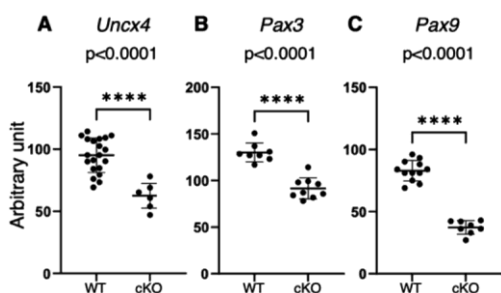 A Uncx4 B Pax3 C Pax9
p<0.0001 p<0.0001 p<0.0001
150 200 150
**** **** ****
150
100 100
100
50 50
50
0 0 0
WT cKO WT cKO WT cKO
Arbitrary unit